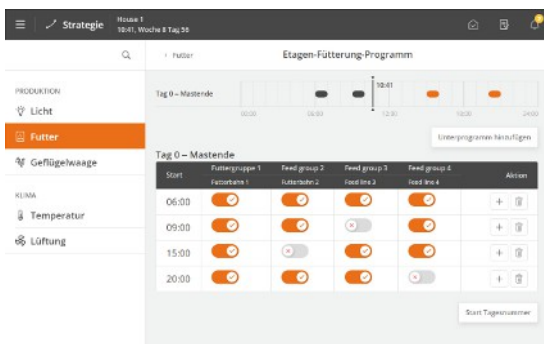 Strategie
House 1
10:41, Woche 8 Tag 56
Futter
Etagen-Fütterung-Programm
PRODUKTION
Licht
Futter
Geflügelwaage
KLIMA
Temperatur
Lüftung
Tag 0 – Mastende
10:41
02:00 06:00 12:00 18:00 24:00
Unterprogramm hinzufügen
Tag 0 – Mastende
Start Futtergruppe 1 Feed group 2 Feed group 3 Feed group 4 Aktion
Futterbahn 1 Futterbahn 2 Feed line 3 Feed line 4
06:00
09:00
15:00
20:00
Start Tagesnummer